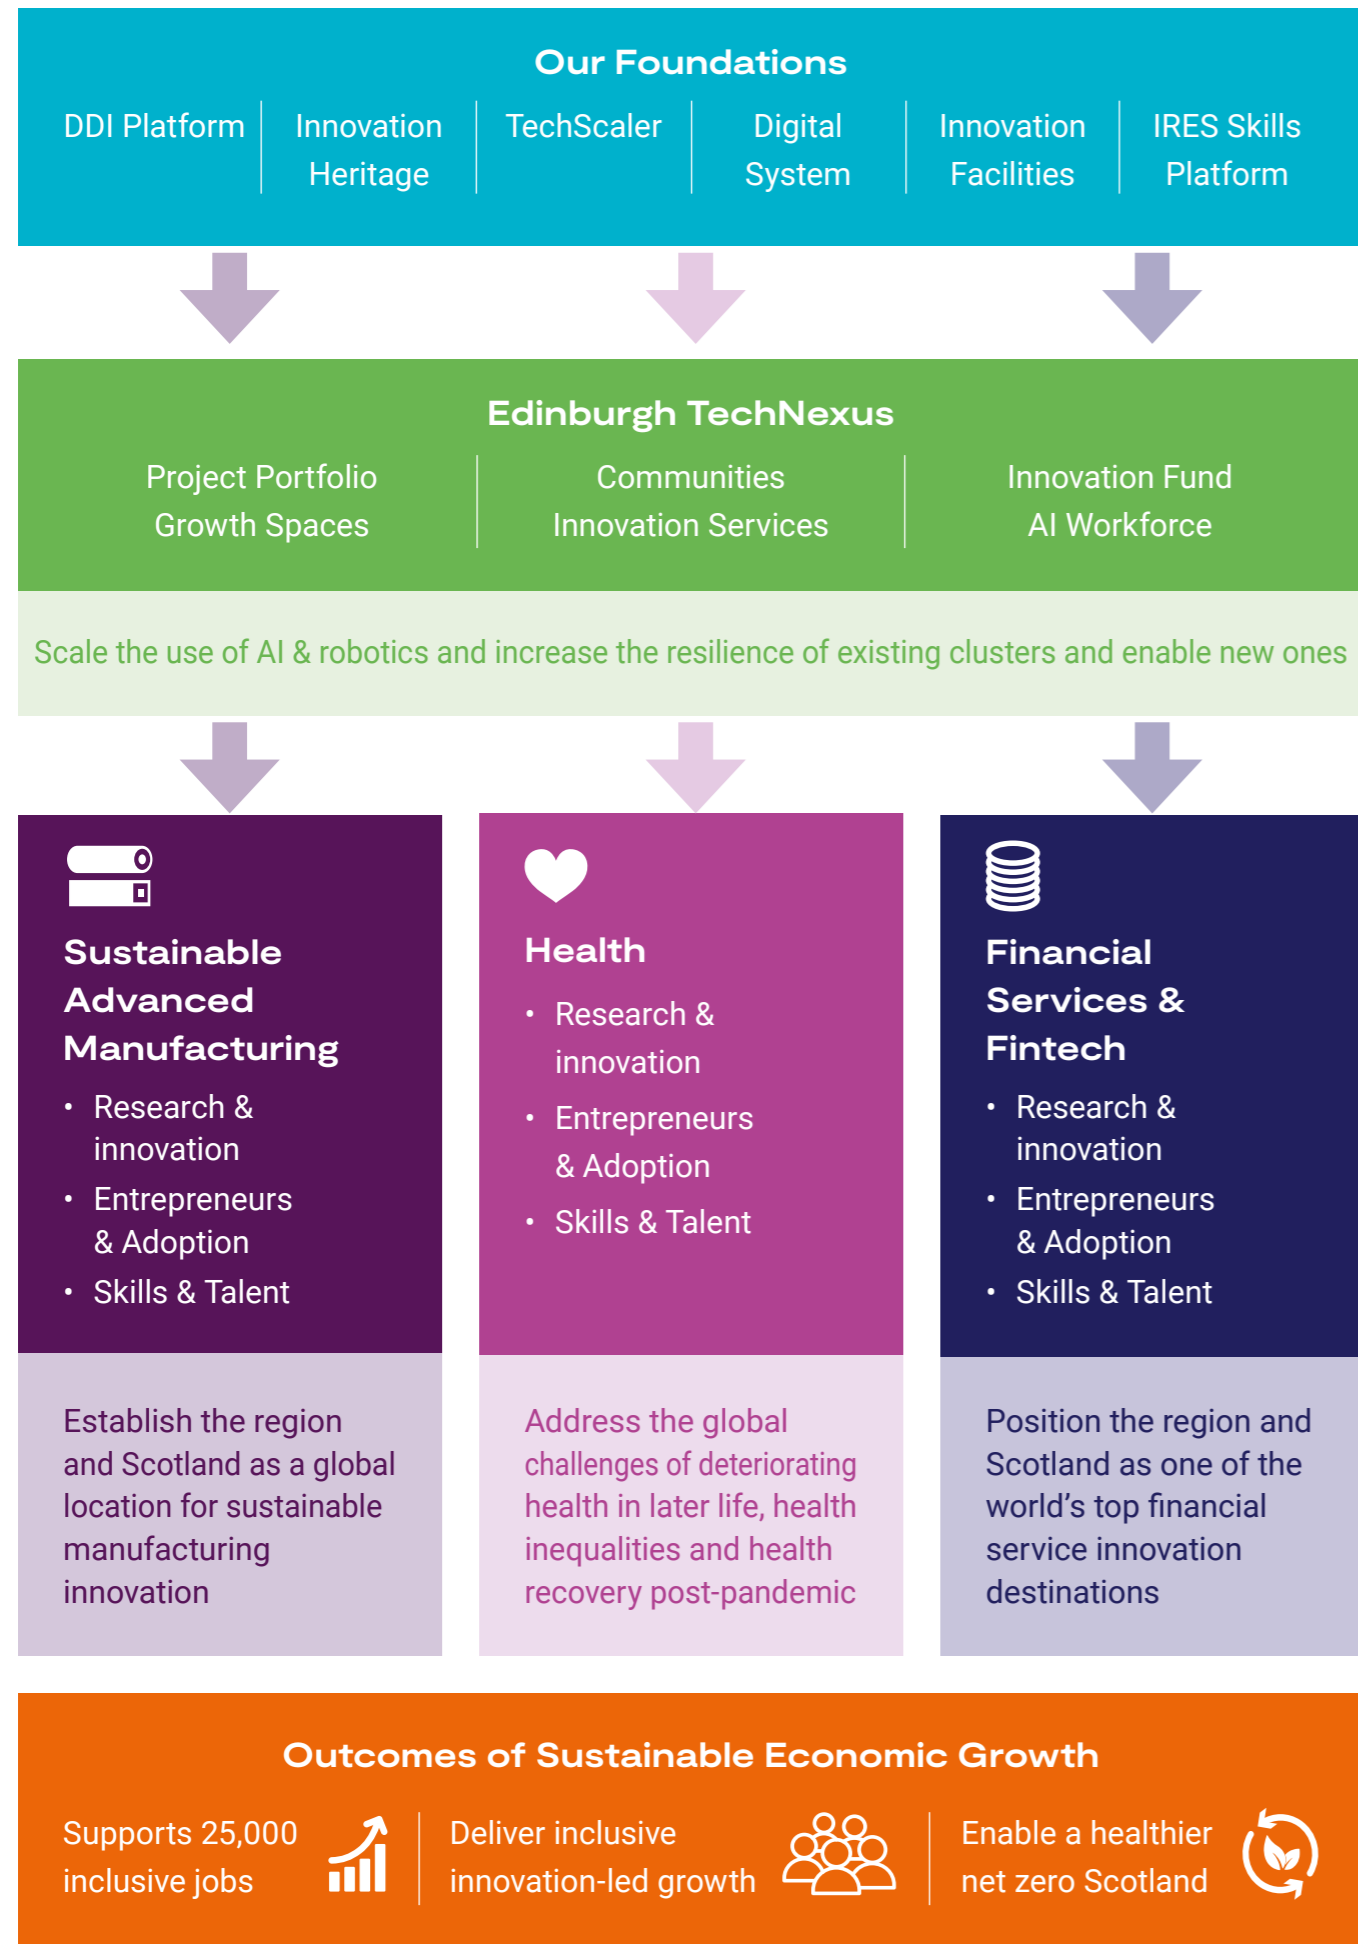 Our Foundations
DDI Platform
Innovation
Heritage
TechScaler
Digital
System
Innovation
Facilities
IRES Skills
Platform
Edinburgh TechNexus
Project Portfolio
Growth Spaces
Communities
Innovation Services
Innovation Fund
AI Workforce
Scale the use of AI & robotics and increase the resilience of existing clusters and enable new ones
Sustainable
Advanced
Manufacturing
• Research &
innovation
• Entrepreneurs
& Adoption
• Skills & Talent
Establish the region
and Scotland as a global
location for sustainable
manufacturing
innovation
Health
• Research &
innovation
• Entrepreneurs
& Adoption
• Skills & Talent
Address the global
challenges of deteriorating
health in later life, health
inequalities and health
recovery post-pandemic
Financial
Services &
Fintech
• Research &
innovation
• Entrepreneurs
& Adoption
• Skills & Talent
Position the region and
Scotland as one of the
world’s top financial
service innovation
destinations
Outcomes of Sustainable Economic Growth
Supports 25,000
inclusive jobs
Deliver inclusive
innovation-led growth
Enable a healthier
net zero Scotland